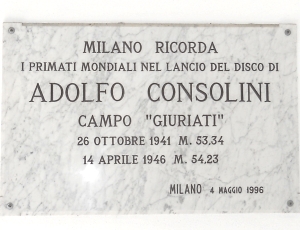 MILANO RICORDA
I PRIMATI MONDIALI NEL LANCIO DEL DISCO DI
ADOLFO CONSOLINI
CAMPO "GIURIATI"
26 OTTOBRE 1941 M. 53,34
14 APRILE 1946 M. 54,23
MILANO 4 MAGGIO 1996